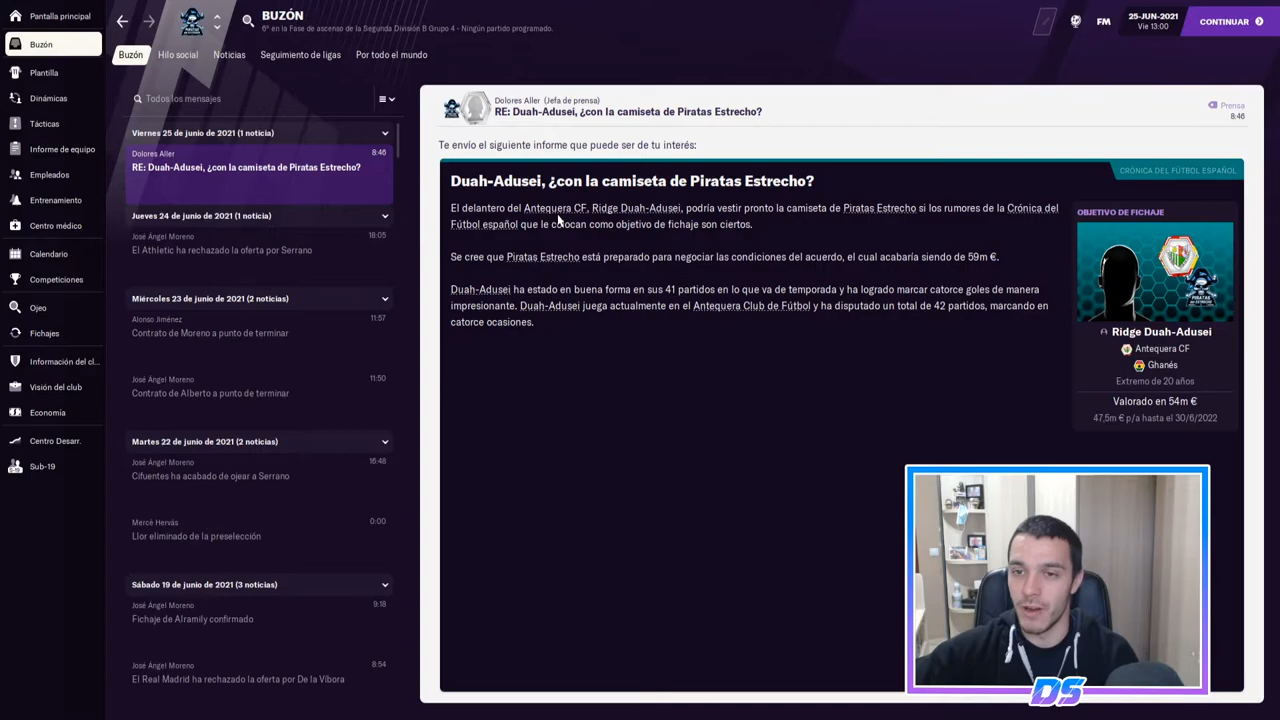 Pantalla principal
Buzón
Plantilla
Dinámicas
Tácticas
Informe de equipo
Empleados
Entrenamiento
Centro médico
Calendario
Competiciones
Ojeo
Fichajes
Información del cl...
Visión del club
Economía
Centro Desarr.
Sub-19
BUZÓN
6º en la Fase de ascenso de la Segunda División B Grupo 4 - Ningún partido programado.
FM
25-JUN-2021
Vie 13:00
CONTINUAR
Buzón
Hilo social
Noticias
Seguimiento de ligas
Por todo el mundo
Todos los mensajes
Viernes 25 de junio de 2021 (1 noticia)
Dolores Aller
8:46
RE: Duah-Adusei, ¿con la camiseta de Piratas Estrecho?
Jueves 24 de junio de 2021 (1 noticia)
José Ángel Moreno
18:05
El Athletic ha rechazado la oferta por Serrano
Miércoles 23 de junio de 2021 (2 noticias)
Alonso Jiménez
11:57
Contrato de Moreno a punto de terminar
José Ángel Moreno
11:50
Contrato de Alberto a punto de terminar
Martes 22 de junio de 2021 (2 noticias)
José Ángel Moreno
16:48
Cifuentes ha acabado de ojear a Serrano
Mercè Hervás
0:00
Llor eliminado de la preselección
Sábado 19 de junio de 2021 (3 noticias)
José Ángel Moreno
9:18
Fichaje de Alramily confirmado
José Ángel Moreno
8:54
El Real Madrid ha rechazado la oferta por De la Víbora
Dolores Aller (Jefa de prensa)
RE: Duah-Adusei, ¿con la camiseta de Piratas Estrecho?
Prensa
8:46
Te envío el siguiente informe que puede ser de tu interés:
CRÓNICA DEL FÚTBOL ESPAÑOL
Duah-Adusei, ¿con la camiseta de Piratas Estrecho?
El delantero del Antequera CF, Ridge Duah-Adusei, podría vestir pronto la camiseta de Piratas Estrecho si los rumores de la Crónica del
Fútbol español que le colocan como objetivo de fichaje son ciertos.
Se cree que Piratas Estrecho está preparado para negociar las condiciones del acuerdo, el cual acabaría siendo de 59m €.
Duah-Adusei ha estado en buena forma en sus 41 partidos en lo que va de temporada y ha logrado marcar catorce goles de manera
impresionante. Duah-Adusei juega actualmente en el Antequera Club de Fútbol y ha disputado un total de 42 partidos, marcando en
catorce ocasiones.
OBJETIVO DE FICHAJE
PIRATAS
Ridge Duah-Adusei
Antequera CF
Ghanés
Extremo de 20 años
Valorado en 54m €
47,5m € p/a hasta el 30/6/2022
DS